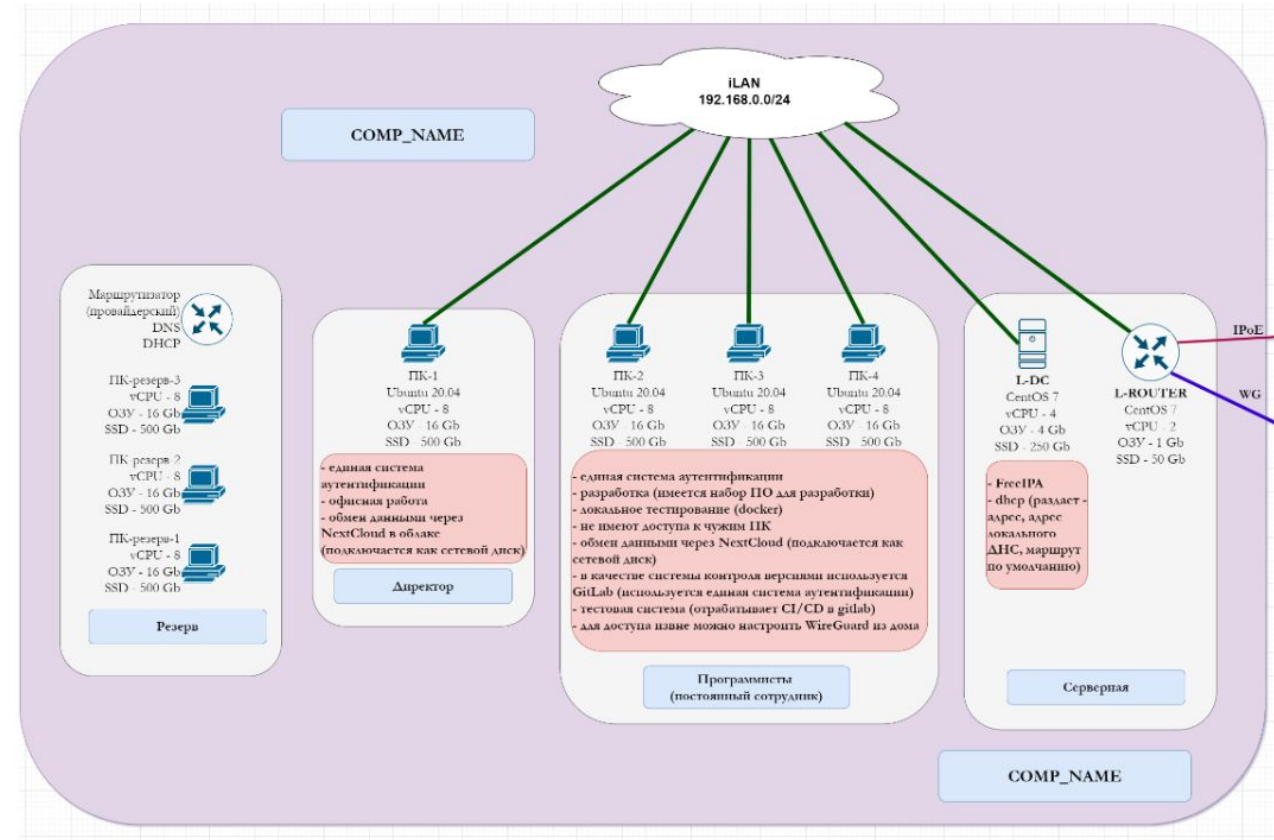 iLAN
192.168.0.0/24
COMP_NAME
Маршрутизатор
(провайдерский)
DNS
DHCP
ПК-резерв-3
vCPU - 8
ОЗУ - 16 Gb
SSD - 500 Gb
ПК-резерв-2
vCPU - 8
ОЗУ - 16 Gb
SSD - 500 Gb
ПК-резерв-1
vCPU - 8
ОЗУ - 16 Gb
SSD - 500 Gb
Резерв
ПК-1
Ubuntu 20.04
vCPU - 8
ОЗУ - 16 Gb
SSD - 500 Gb
- единая система
аутентификации
- офисная работа
- обмен данными через
NextCloud в облаке
(подключается как сетевой диск)
Директор
ПК-2
Ubuntu 20.04
vCPU - 8
ОЗУ - 16 Gb
SSD - 500 Gb
ПК-3
Ubuntu 20.04
vCPU - 8
ОЗУ - 16 Gb
SSD - 500 Gb
ПК-4
Ubuntu 20.04
vCPU - 8
ОЗУ - 16 Gb
SSD - 500 Gb
- единая система аутентификации
- разработка (имеется набор ПО для разработки)
- локальное тестирование (docker)
- не имеют доступа к чужим ПК
- обмен данными через NextCloud (подключается как
сетевой диск)
- в качестве системы контроля версиями используется
GitLab (используется единая система аутентификации)
- тестовая система (отрабатывает CI/CD в gitlab)
- для доступа извне можно настроить WireGuard из дома
Программисты
(постоянный сотрудник)
L-DC
CentOS 7
vCPU - 4
ОЗУ - 4 Gb
SSD - 250 Gb
- FreeIPA
- dhcp (раздаст -
адрес, адрес
локального
ДНС, маршрут
по умолчанию)
L-ROUTER
CentOS 7
vCPU - 2
ОЗУ - 1 Gb
SSD - 50 Gb
IPoE
WG
Серверная
COMP_NAME